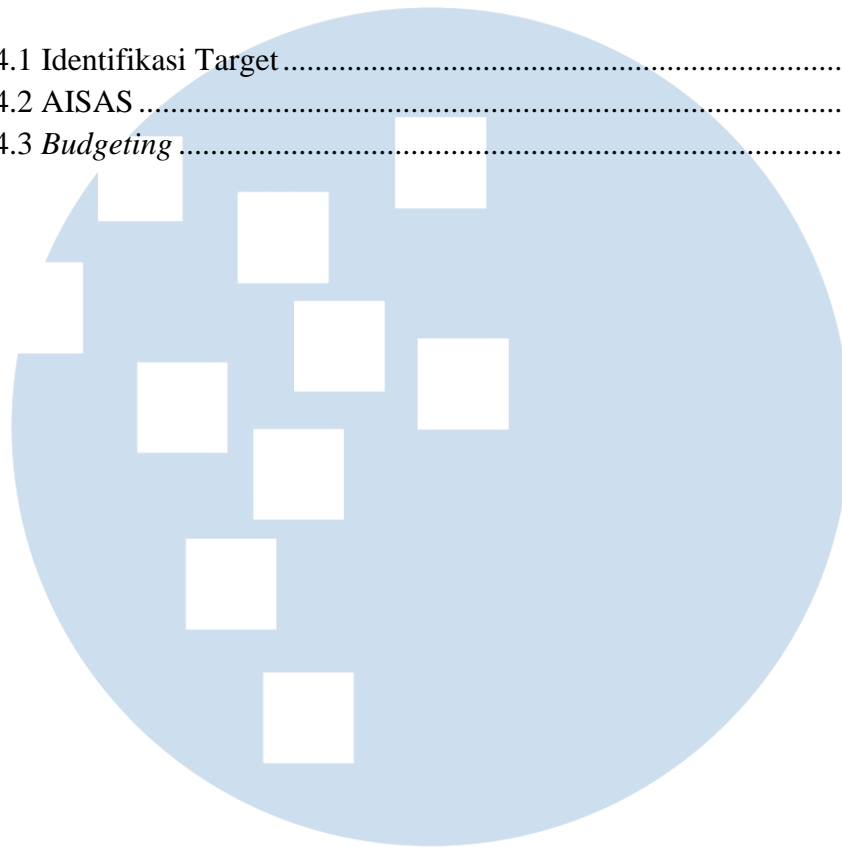 4.1 Identifikasi Target........................................................................
4.2 AISAS..........................................................................................
4.3 Budgeting.....................................................................................